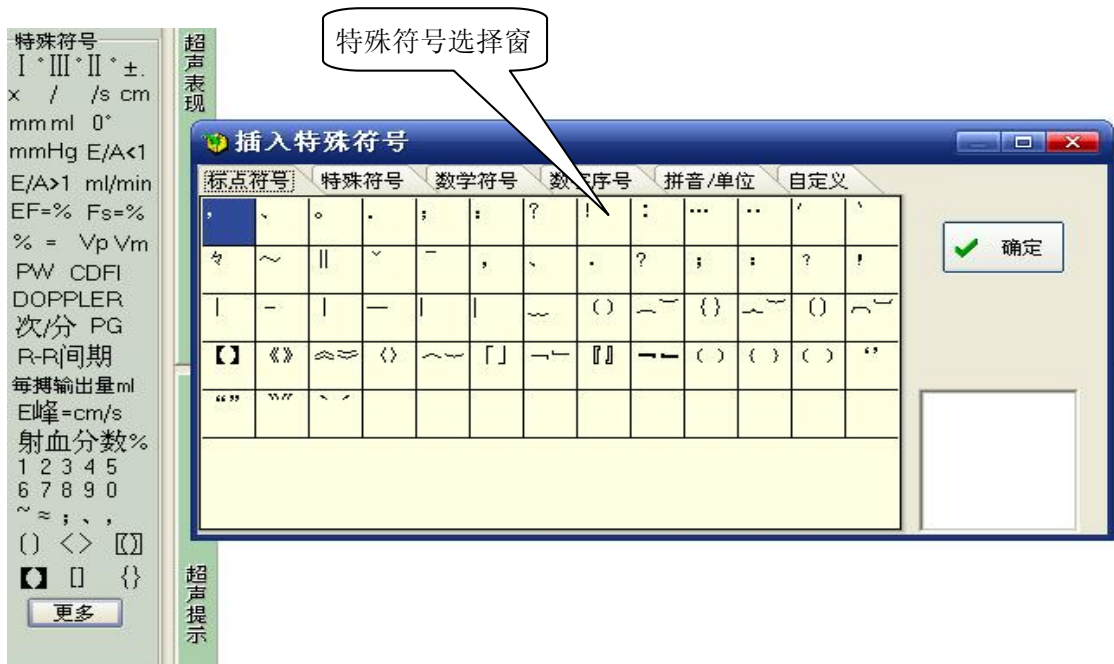 特殊符号
Ⅰ°Ⅲ°Ⅱ°±.
x / /s cm
mm ml 0°
mmHg E/A<1
E/A>1 ml/min
EF=% Fs=%
% = Vp Vm
PW CDFI
DOPPLER
次/分 PG
R-R间期
每搏输出量ml
E峰=cm/s
射血分数%
1 2 3 4 5
6 7 8 9 0
~ ≈ ; 、 ,
() <> 〖〗
【】 [] {}
更多
超声表现
超声提示
特殊符号选择窗
插入特殊符号
标点符号 特殊符号 数学符号 数字序号 拼音/单位 自定义
, 、 。 . ; : ? ! : … ‥ ′ ‵
々 ~ ‖ ˇ ¯ , 、 . ? ; : ? !
| – | — | | ﹏ () ︵︶ {} ︷︸ 〔〕 ︹︺
【】 《》 ︽︾ 〈〉 ︿﹀ 「」 ﹁﹂ 『』 ﹃﹄ () {} () ‘’
“” 〝〞 ˋ ˊ
确定